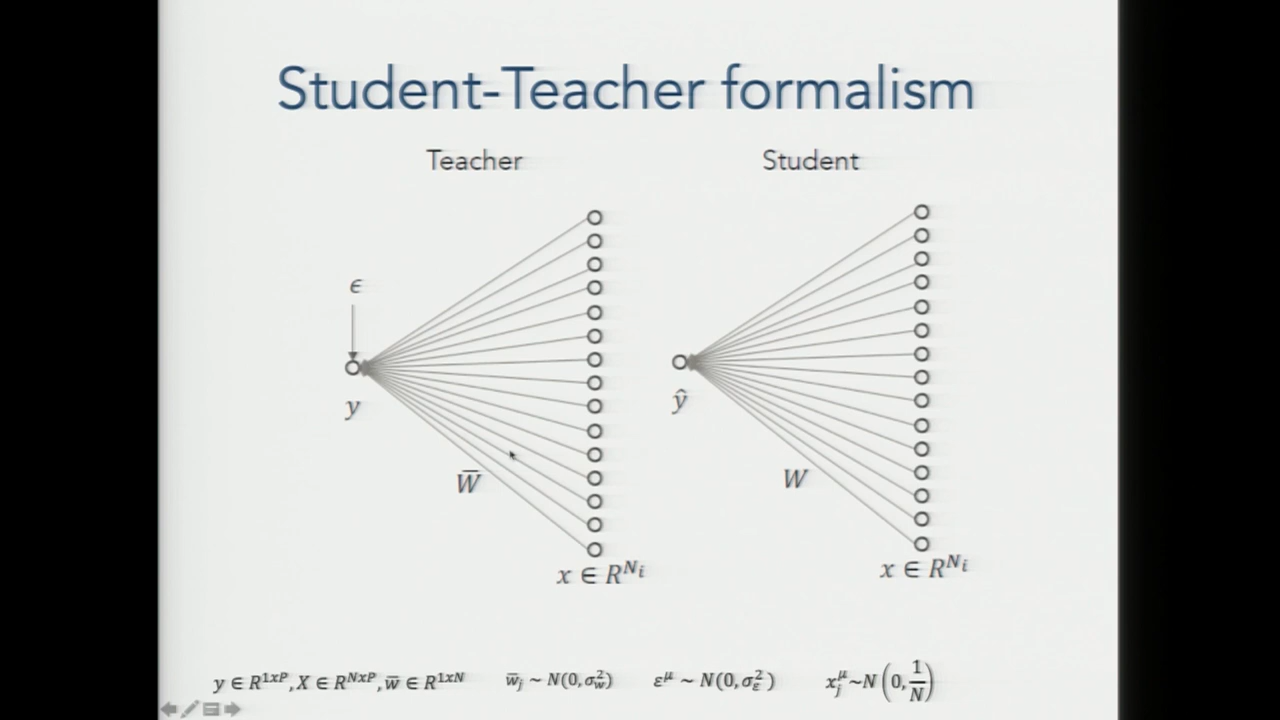 Student-Teacher formalism
Teacher
Student
ϵ
y
ŷ
W̅
W
x ∈ R^{N_i}
x ∈ R^{N_i}
y ∈ R^{1xP}, X ∈ R^{NxP}, w̅ ∈ R^{1xN}    w̅_j ~ N(0, σ_w^2)    ε^μ ~ N(0, σ_ε^2)    x_j^μ~N(0, 1/N)